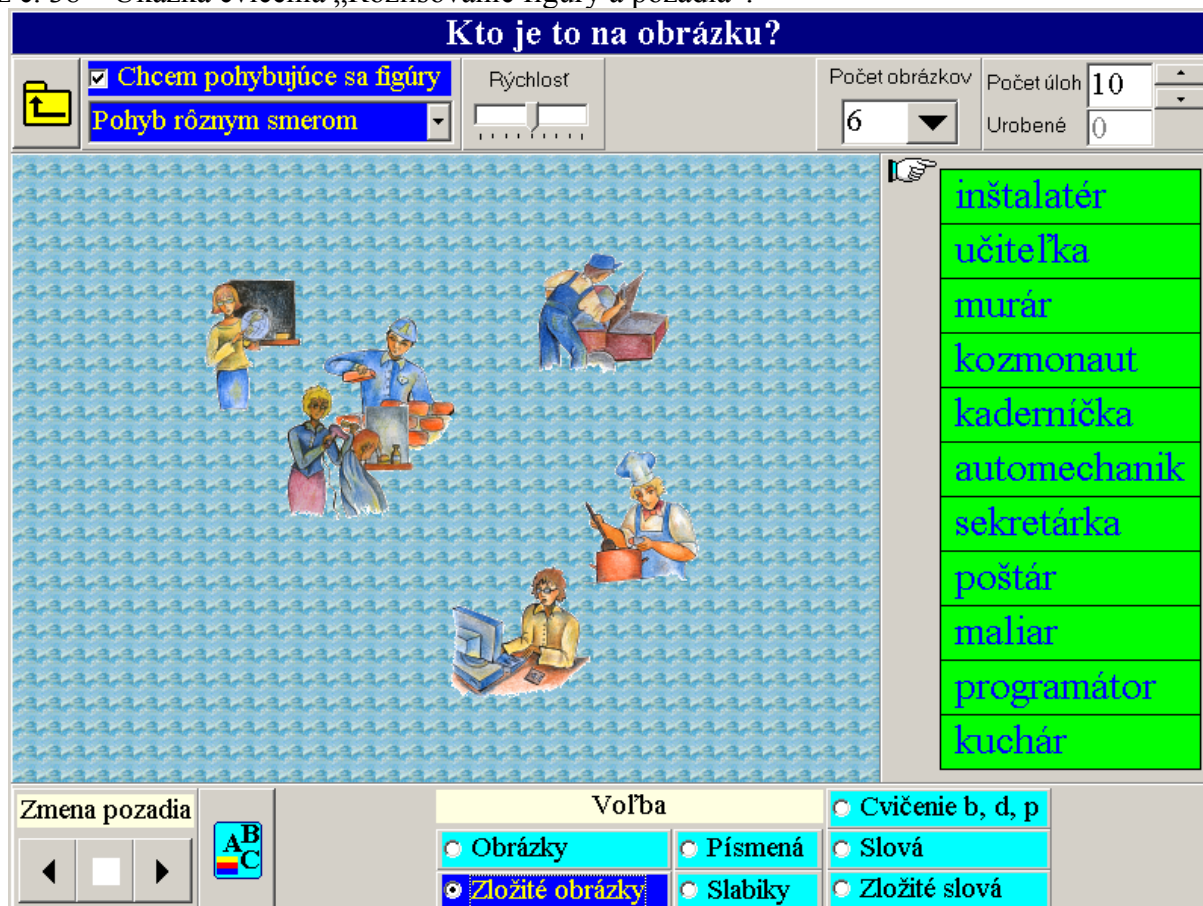 Kto je to na obrázku?
Chcem pohybujúce sa figúry
Pohyb rôznym smerom
Rýchlosť
Počet obrázkov
6
Počet úloh 10
Urobené 0
inštalatér
učiteľka
murár
kozmonaut
kaderníčka
automechanik
sekretárka
poštár
maliar
programátor
kuchár
Zmena pozadia
ABC
Voľba
Obrázky
Písmená
Zložité obrázky
Slabiky
Cvičenie b, d, p
Slová
Zložité slová